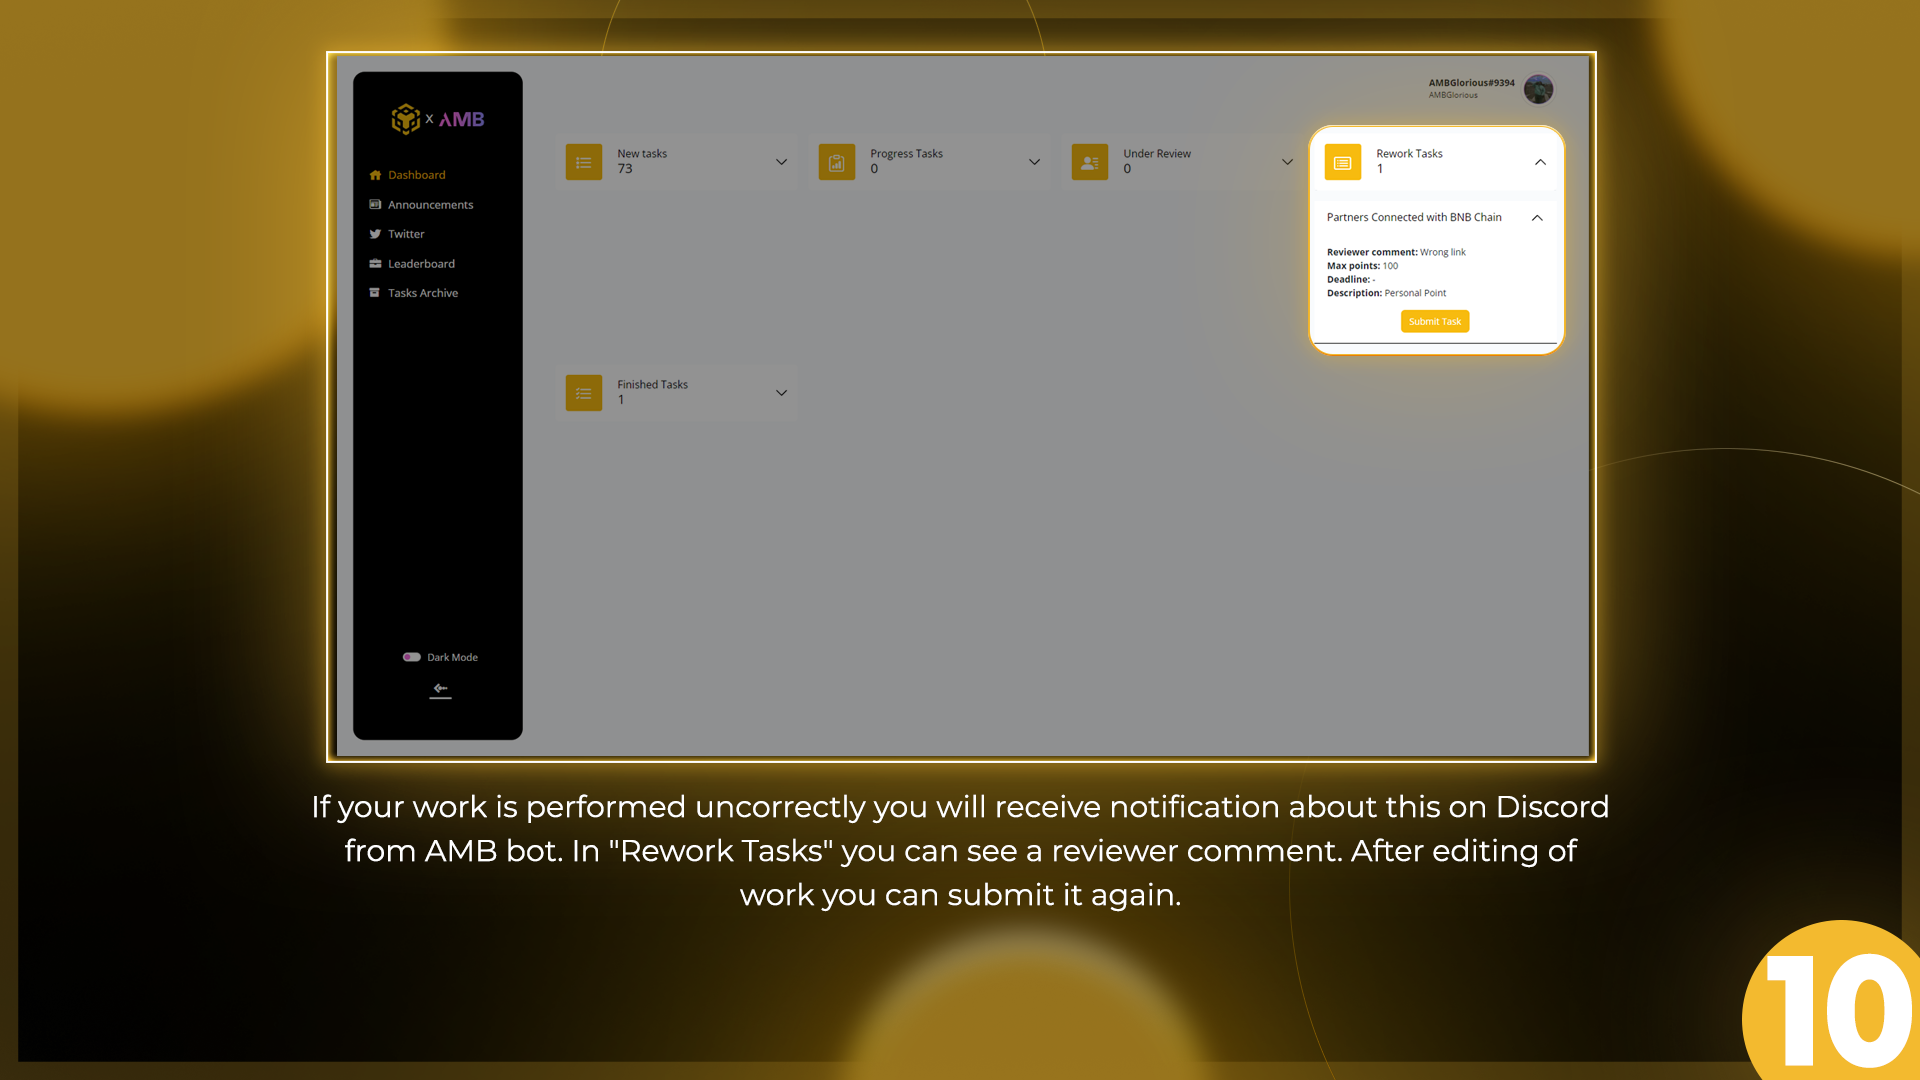 x AMB
Dashboard
Announcements
Twitter
Leaderboard
Tasks Archive
Dark Mode
AMBGlorious#9394
AMBGlorious
New tasks
73
Progress Tasks
0
Under Review
0
Rework Tasks
1
Partners Connected with BNB Chain
Reviewer comment: Wrong link
Max points: 100
Deadline: -
Description: Personal Point
Submit Task
Finished Tasks
1
If your work is performed uncorrectly you will receive notification about this on Discord
from AMB bot. In "Rework Tasks" you can see a reviewer comment. After editing of
work you can submit it again.
10